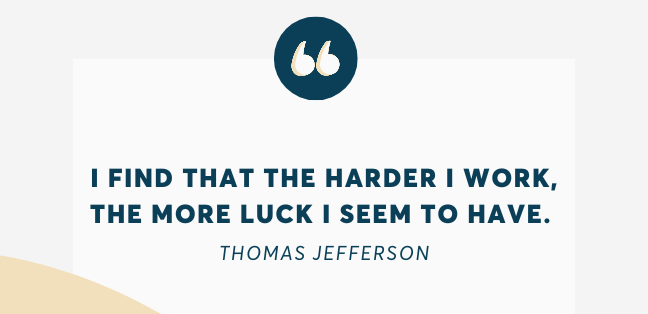 I FIND THAT THE HARDER I WORK,
THE MORE LUCK I SEEM TO HAVE.
THOMAS JEFFERSON